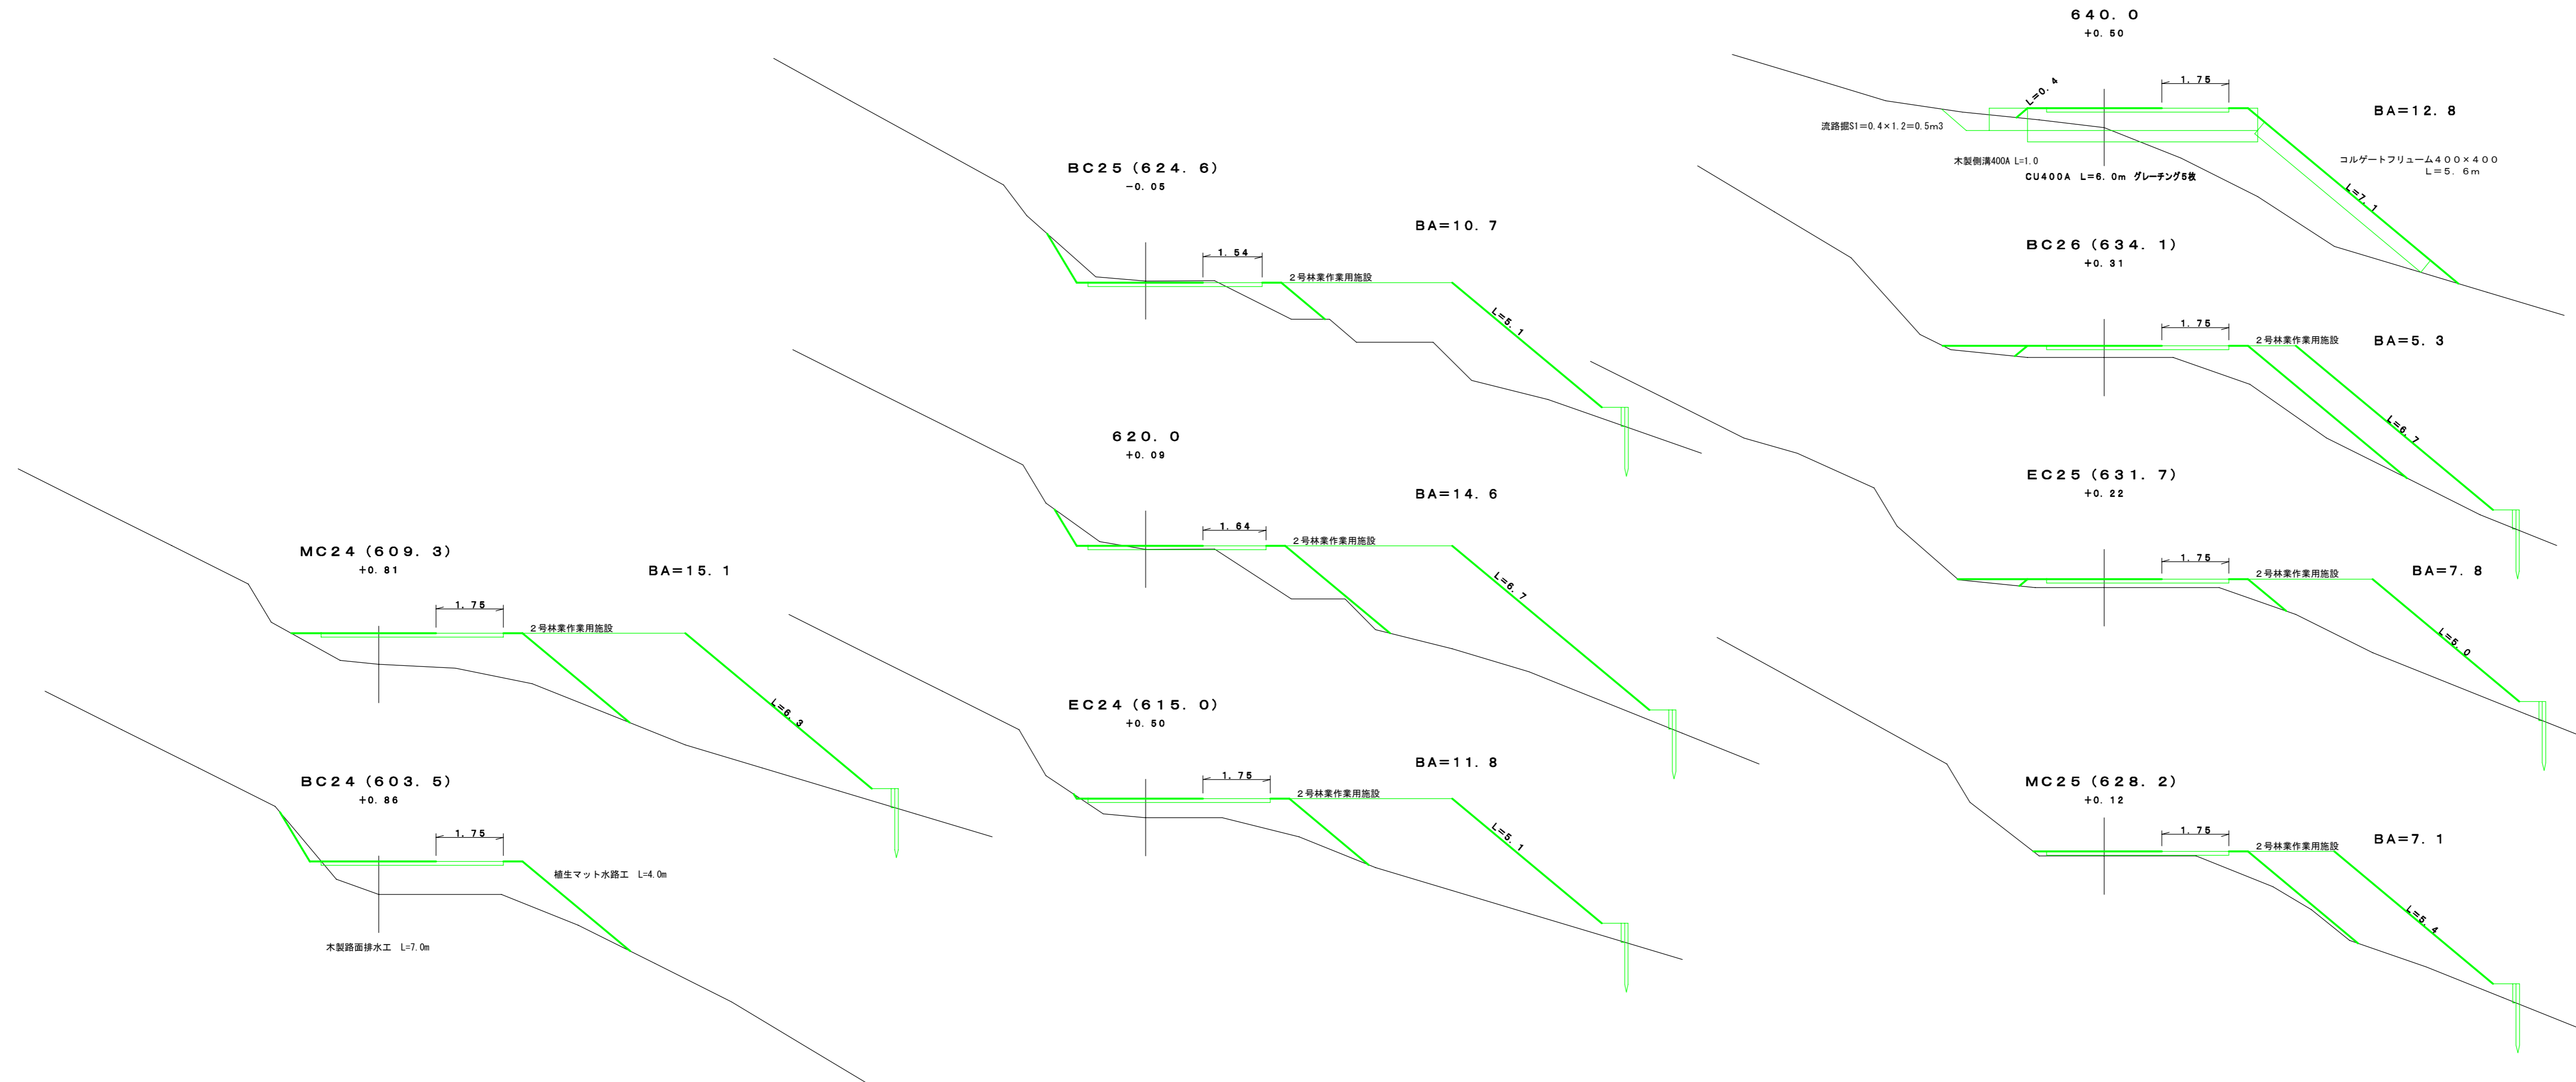 MC24(609.3)
+0.81
BA=15.1
1.75
2号林業作業用施設
L=6.3
BC24(603.5)
+0.86
1.75
植生マット水路工 L=4.0m
木製路面排水工 L=7.0m
BC25(624.6)
-0.05
BA=10.7
1.54
2号林業作業用施設
L=5.1
620.0
+0.09
BA=14.6
1.64
2号林業作業用施設
L=6.7
EC24(615.0)
+0.50
BA=11.8
1.75
2号林業作業用施設
L=5.1
640.0
+0.50
L=0.4
1.75
BA=12.8
流路掘S1=0.4×1.2=0.5m3
木製側溝400A L=1.0
コルゲートフリューム400×400
L=5.6m
CU400A L=6.0m グレーチング5枚
L=7.1
BC26(634.1)
+0.31
1.75
2号林業作業用施設
BA=5.3
L=6.7
EC25(631.7)
+0.22
1.75
2号林業作業用施設
BA=7.8
L=5.0
MC25(628.2)
+0.12
1.75
2号林業作業用施設
BA=7.1
L=5.4